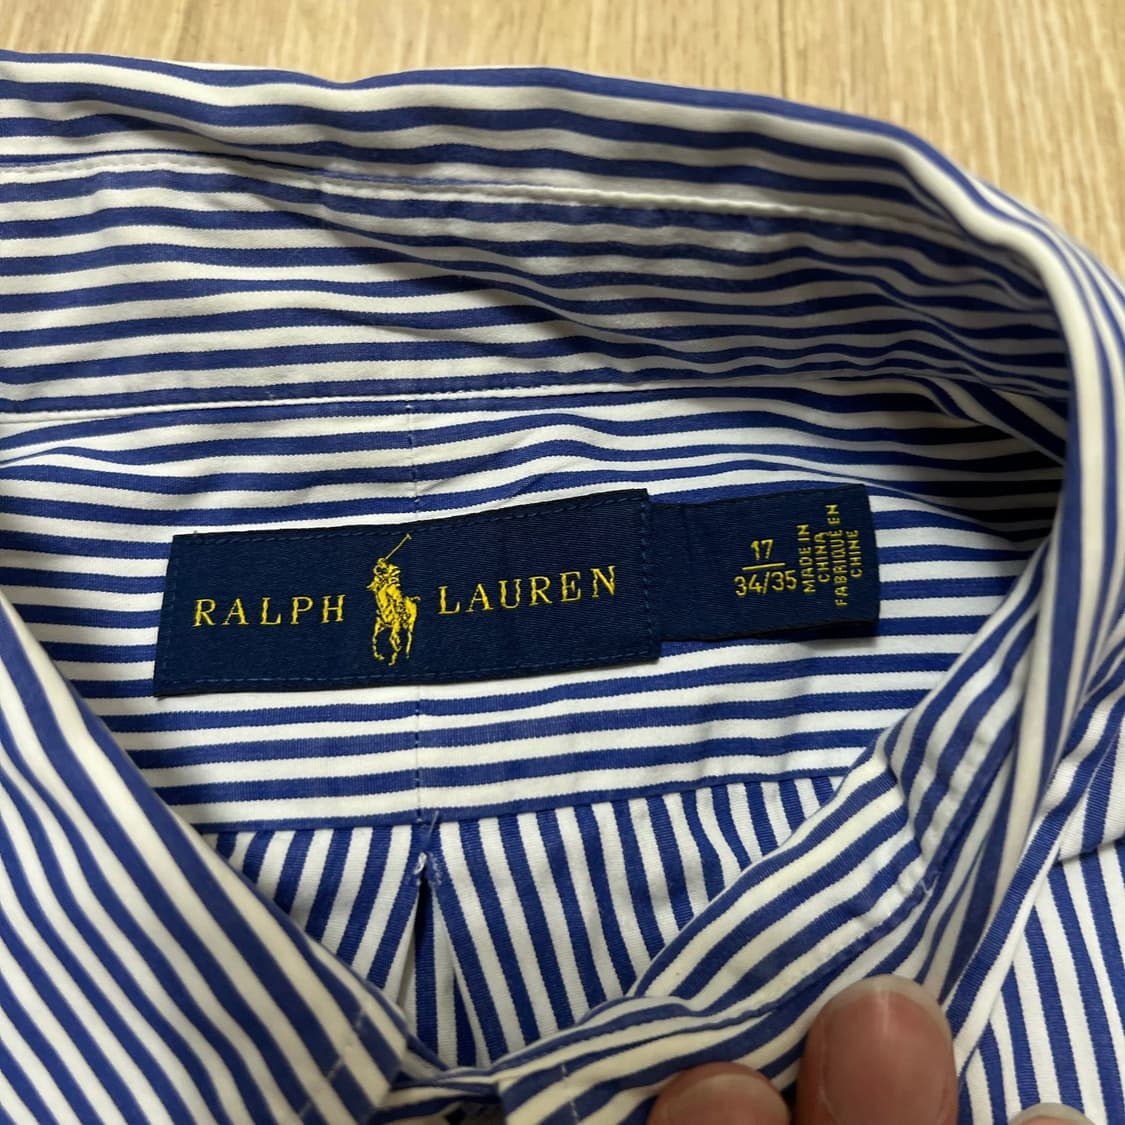 RALPH LAUREN
17
34/35
MADE IN
CHINA
FABRIQUÉ EN
CHINE